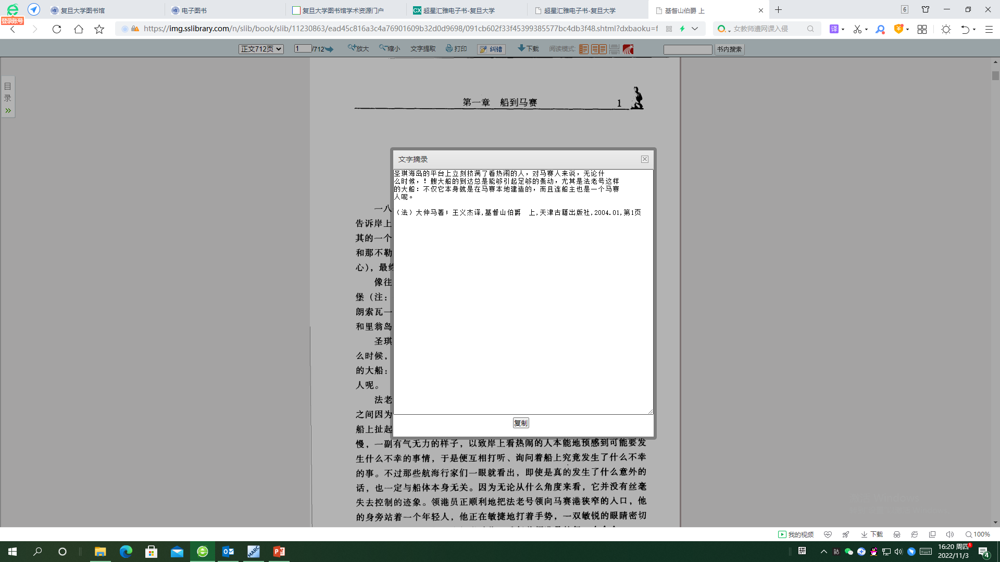 复旦大学图书馆
电子图书
复旦大学图书馆学术资源门户
超星汇雅电子书-复旦大学
超星汇雅电子书-复旦大学
基督山伯爵 上
6
登录账号
https://img.sslibrary.com/n/slib/book/slib/11230863/ead45c816a3c4a76901609b32d0d9698/091cb602f33f45399385577bc4db3f48.shtml?dxbaoku=f
女教师遭网课入侵
译
正文712页
1
/712
放大
缩小
文字提取
打印
纠错
下载
阅读模式:
书内搜索
目
录
第一章 船到马赛 1
文字摘录
圣琪海岛的平台上立刻挤满了看热闹的人，对马赛人来说，无论什
么时候，！艘大船的到达总是能够引起足够的轰动，尤其是法老号这样
的大船：不仅它本身就是在马赛本地建造的，而且连船主也是一个马赛
人呢。
（法）大仲马著；王义杰译,基督山伯爵 上,天津古籍出版社,2004.01,第1页
复制
一八
告诉岸上
其的一个
和那不勒
心），最终
像往
堡（注：
朗索瓦一
和里翁岛
圣琪
么时候，
的大船：
人呢。
法老
之间因为
船上扯起
慢，一副有气无力的样子，以致岸上看热闹的人本能地预感到可能要发
生什么不幸的事情，于是便互相打听、询问着船上究竟发生了什么不幸
的事。不过那些航海行家们一眼就看出，即使是真的发生了什么意外的
话，也一定与船体本身无关。因为无论从什么角度来看，它并没有丝毫
失去控制的迹象。领港员正顺利地把法老号领向马赛港狭窄的人口，他
的身旁站着一个年轻人，他正在敏捷地打着手势，一双敏锐的眼睛密切
我的视频
下载
100%
MARC
拼
16:20 周四
1
2022/11/3
4